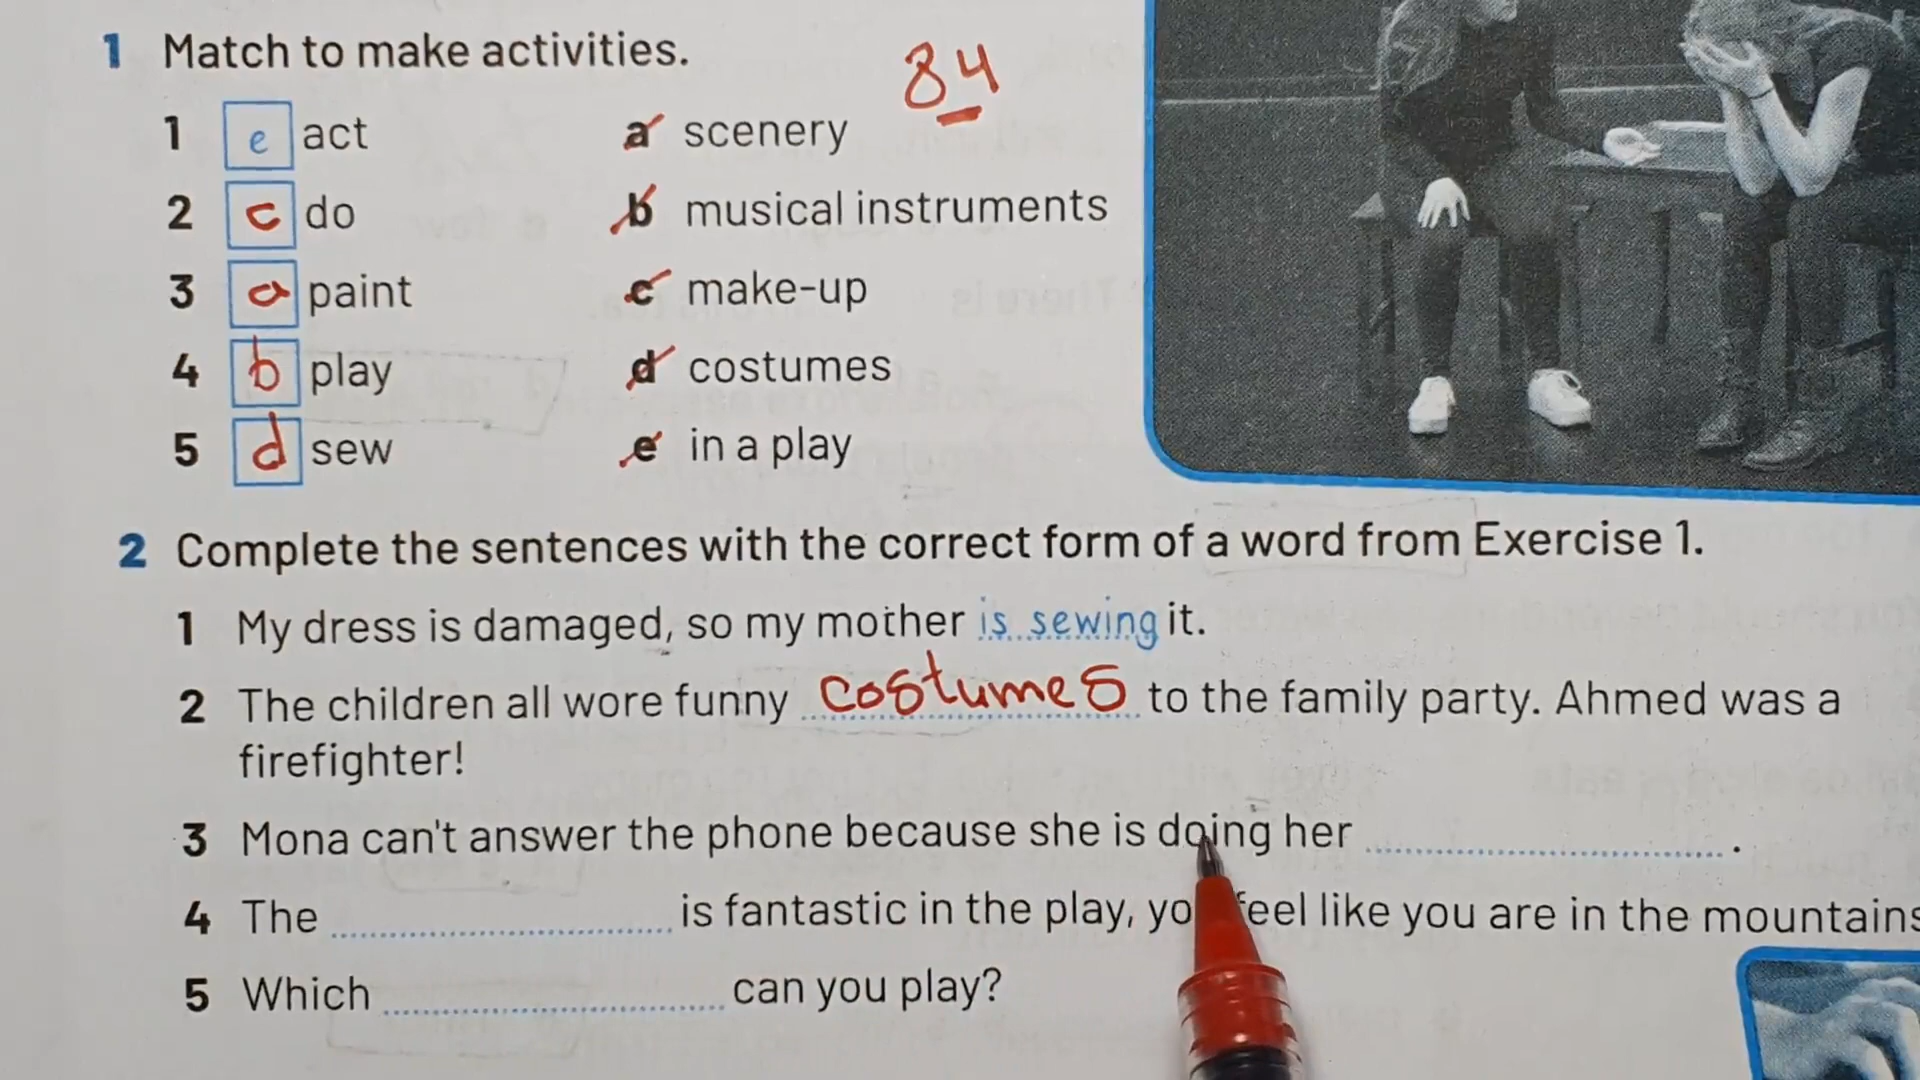 1 Match to make activities.
84
1 e act a scenery
2 c do b musical instruments
3 a paint c make-up
4 b play d costumes
5 d sew e in a play
2 Complete the sentences with the correct form of a word from Exercise 1.
1 My dress is damaged, so my mother is sewing it.
2 The children all wore funny costumes to the family party. Ahmed was a
firefighter!
3 Mona can't answer the phone because she is doing her .
4 The is fantastic in the play, feel like you are in the mountains
5 Which can you play?